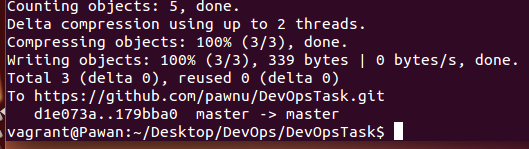 Counting objects: 5, done.
Delta compression using up to 2 threads.
Compressing objects: 100% (3/3), done.
Writing objects: 100% (3/3), 339 bytes | 0 bytes/s, done.
Total 3 (delta 0), reused 0 (delta 0)
To https://github.com/pawnu/DevOpsTask.git
   d1e073a..179bba0  master -> master
vagrant@Pawan:~/Desktop/DevOps/DevOpsTask$